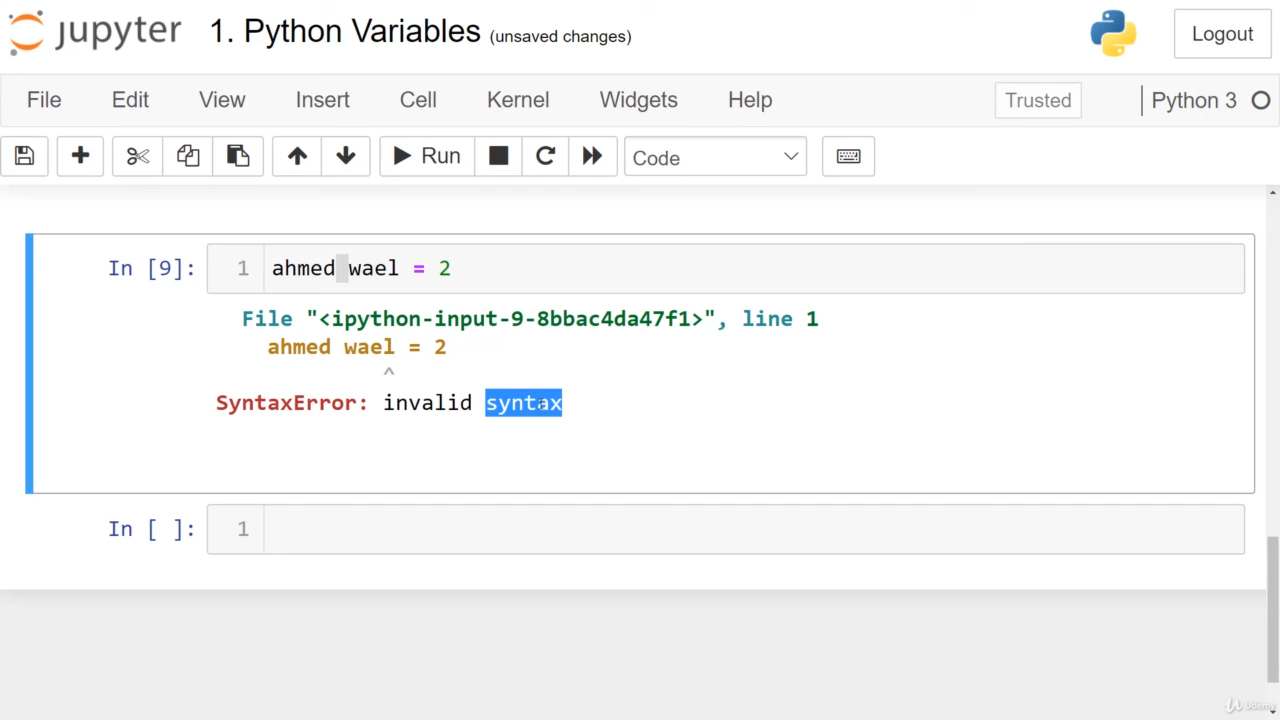 jupyter 1. Python Variables (unsaved changes) Logout
File Edit View Insert Cell Kernel Widgets Help Trusted Python 3
Run Code
In [9]: 1 ahmed wael = 2
File "<ipython-input-9-8bbac4da47f1>", line 1
ahmed wael = 2
^
SyntaxError: invalid syntax
In [ ]: 1
Udemy